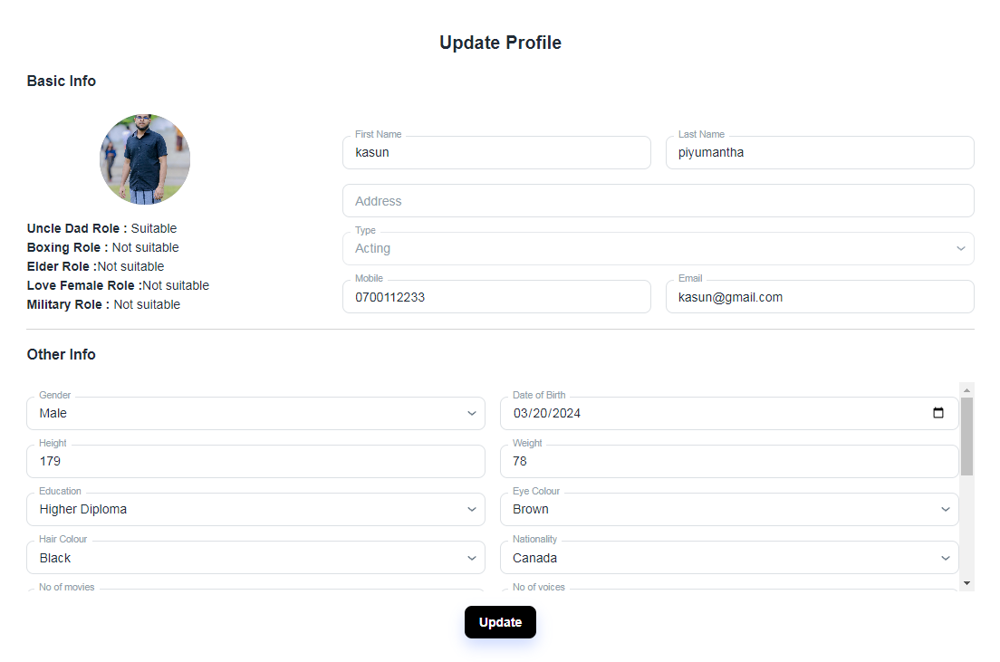 Update Profile
Basic Info
First Name
kasun
Last Name
piyumantha
Address
Type
Acting
Mobile
0700112233
Email
kasun@gmail.com
Uncle Dad Role : Suitable
Boxing Role : Not suitable
Elder Role :Not suitable
Love Female Role :Not suitable
Military Role : Not suitable
Other Info
Gender
Male
Date of Birth
03/20/2024
Height
179
Weight
78
Education
Higher Diploma
Eye Colour
Brown
Hair Colour
Black
Nationality
Canada
No of movies
No of voices
Update